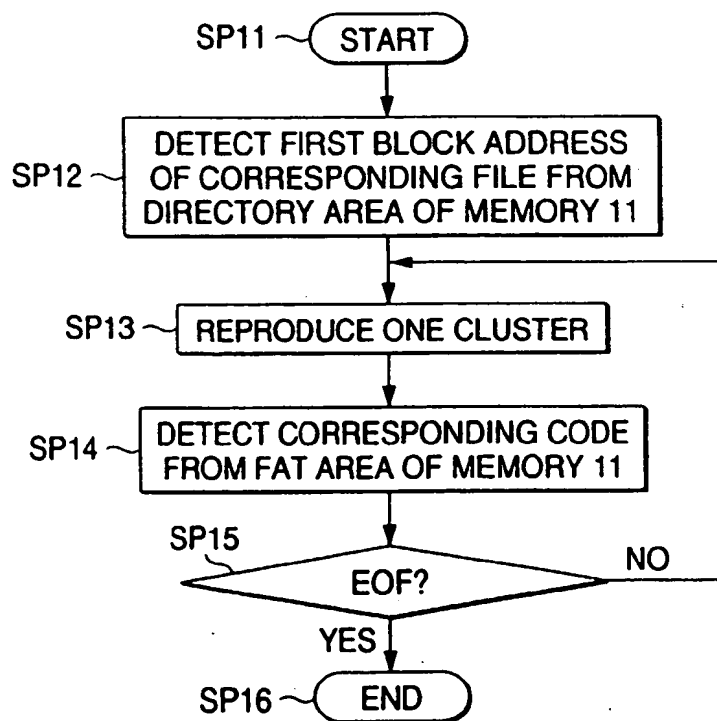 SP11 START
DETECT FIRST BLOCK ADDRESS
SP12 OF CORRESPONDING FILE FROM
DIRECTORY AREA OF MEMORY 11
SP13 REPRODUCE ONE CLUSTER
DETECT CORRESPONDING CODE
SP14 FROM FAT AREA OF MEMORY 11
SP15
EOF?
NO
YES
SP16 END